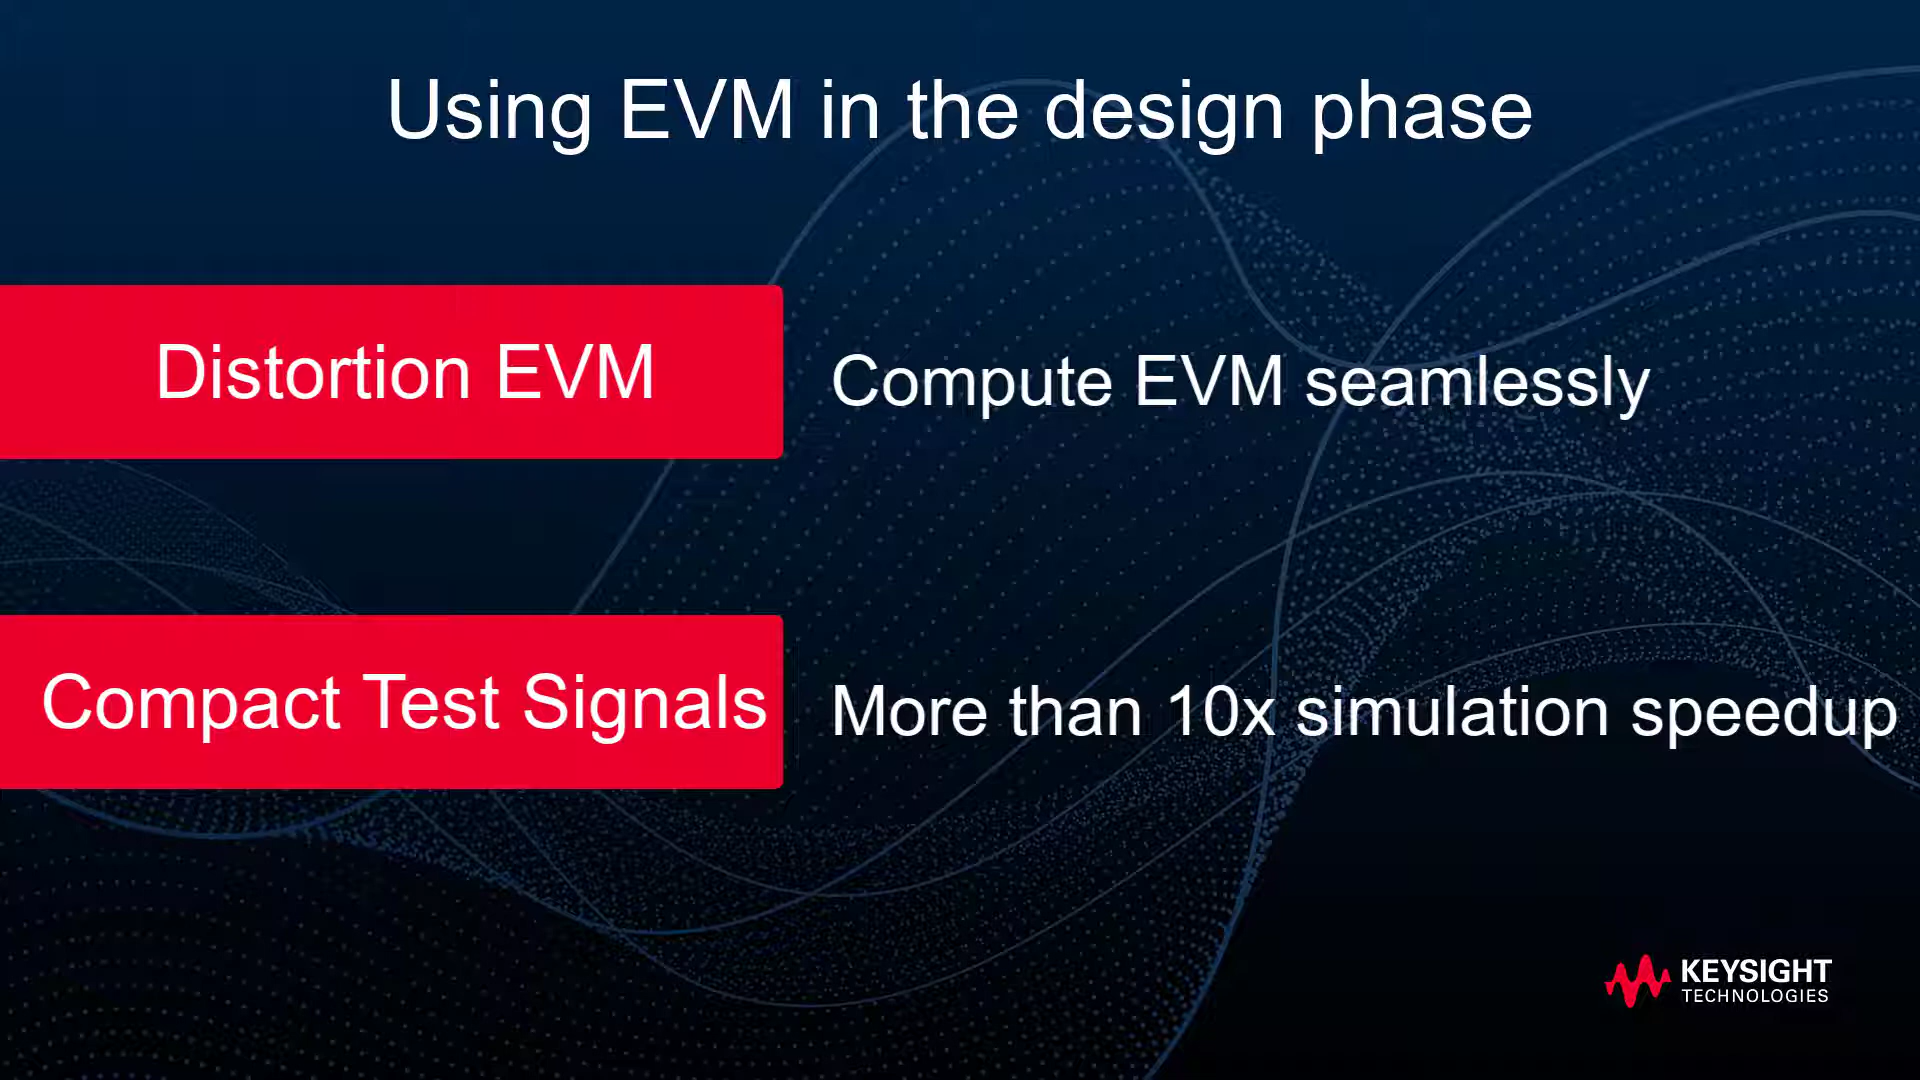 Using EVM in the design phase
Distortion EVM
Compute EVM seamlessly
Compact Test Signals
More than 10x simulation speedup
KEYSIGHT
TECHNOLOGIES